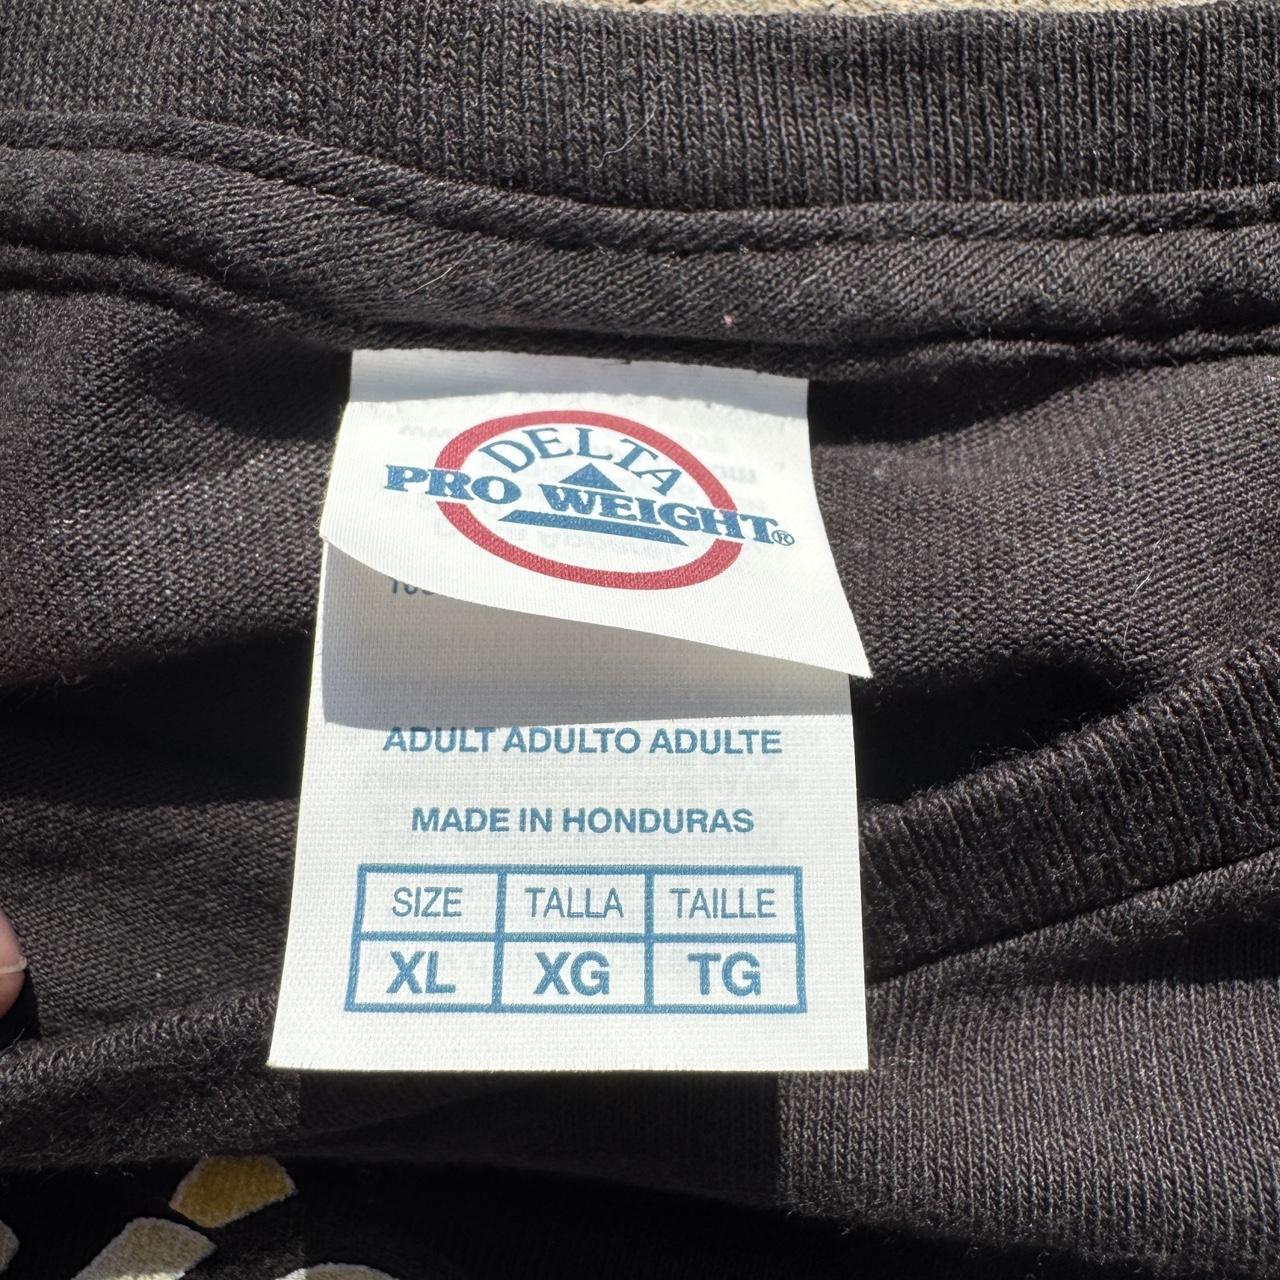 DELTA
PRO WEIGHT®
ADULT ADULTO ADULTE
MADE IN HONDURAS
SIZE TALLA TAILLE
XL XG TG